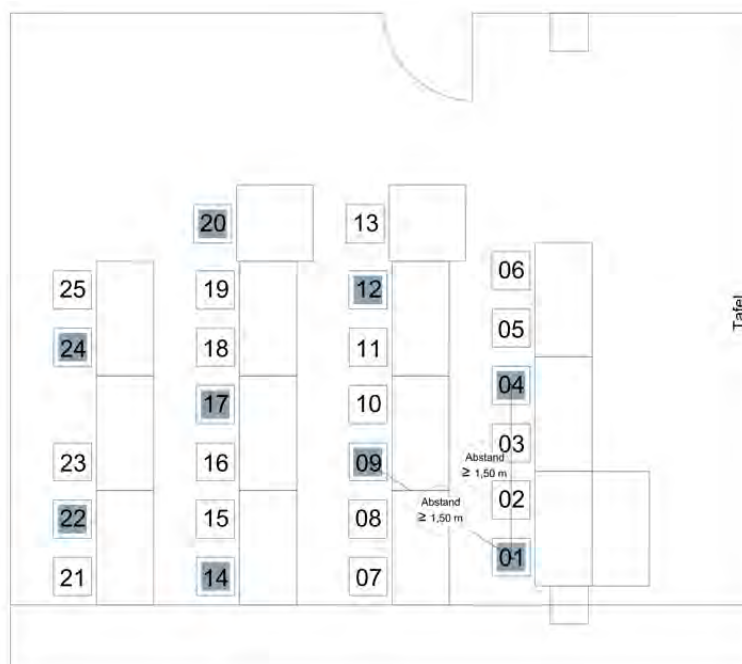 20 13
25 19 12 06
24 18 11 05
17 10 04
23 16 09 03
Abstand
≥ 1,50 m
22 15 08 02
Abstand
≥ 1,50 m
21 14 07 01
Tafel